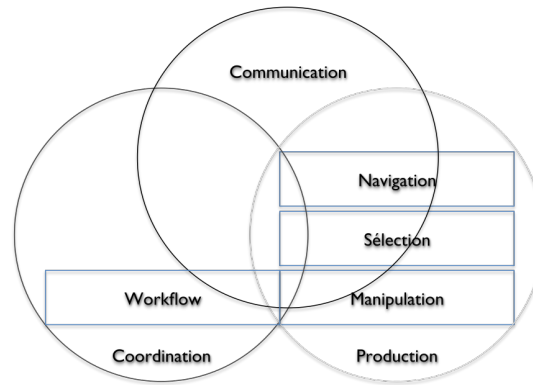 Communication
Navigation
Sélection
Workflow
Manipulation
Coordination
Production